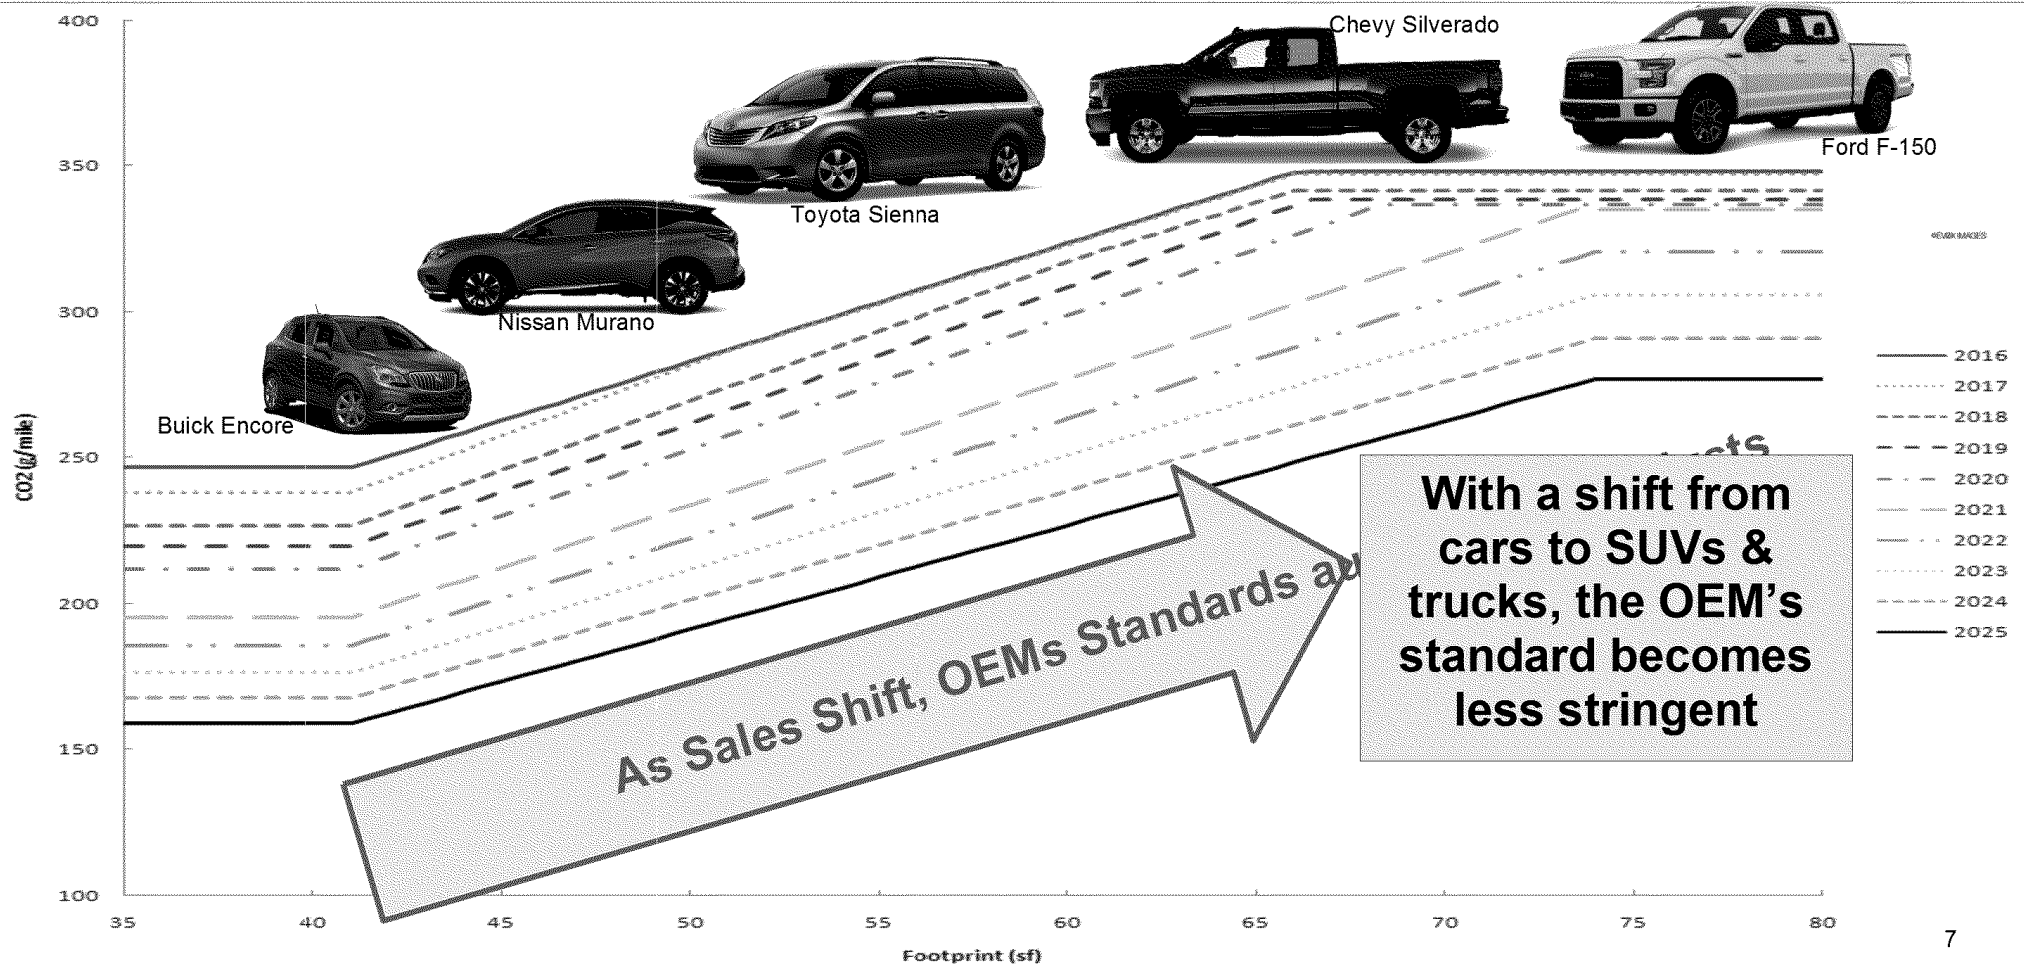 400
Chevy Silverado
350
Ford F-150
Toyota Sienna
Nissan Murano
300
Buick Encore
250
CO2 (g/mile)
200
150
100
35 40 45 50 55 60 65 70 75 80
Footprint (sf)
As Sales Shift, OEMs Standards
With a shift from
cars to SUVs &
trucks, the OEM's
standard becomes
less stringent
2016
2017
2018
2019
2020
2021
2022
2023
2024
2025
7